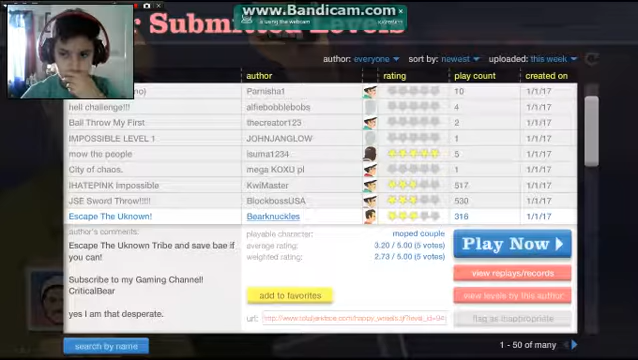 www.Bandicam.com
r Submitted Levels
author: everyone sort by: newest uploaded: this week
author rating play count created on
Parnisha1 10 1/1/17
hell challenge!!! alfiebobblebobs 4 1/1/17
Ball Throw My First thecreator123 2 1/1/17
IMPOSSIBLE LEVEL 1 JOHNJANGLOW 1 1/1/17
mow the people isuma1234 5 1/1/17
City of chaos. mega KOXU pl 1 1/1/17
IHATEPINK Impossible KwiMaster 517 1/1/17
JSE Sword Throw!!!!! BlockbossUSA 530 1/1/17
Escape The Uknown! Bearknuckles 316 1/1/17
author's comments:
Escape The Uknown Tribe and save bae if
you can!
Subscribe to my Gaming Channel!
CriticalBear
yes I am that desperate.
playable character: moped couple
average rating: 3.20 / 5.00 (5 votes)
weighted rating: 2.73 / 5.00 (5 votes)
add to favorites
url:
Play Now
view replays/records
view levels by this author
flag as inappropriate
search by name
1 - 50 of many